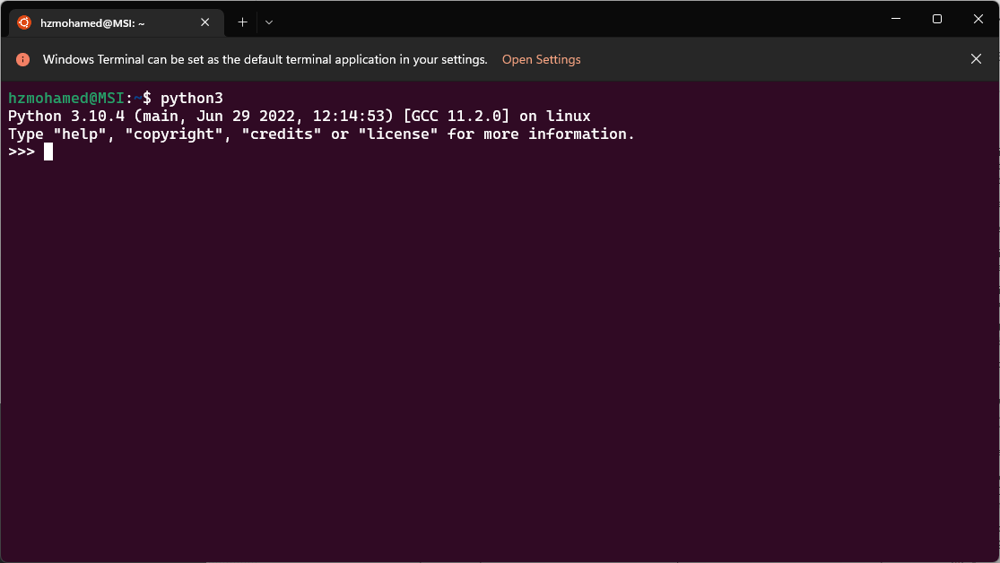 hzmohamed@MSI: ~
Windows Terminal can be set as the default terminal application in your settings. Open Settings
hzmohamed@MSI:~$ python3
Python 3.10.4 (main, Jun 29 2022, 12:14:53) [GCC 11.2.0] on linux
Type "help", "copyright", "credits" or "license" for more information.
>>>